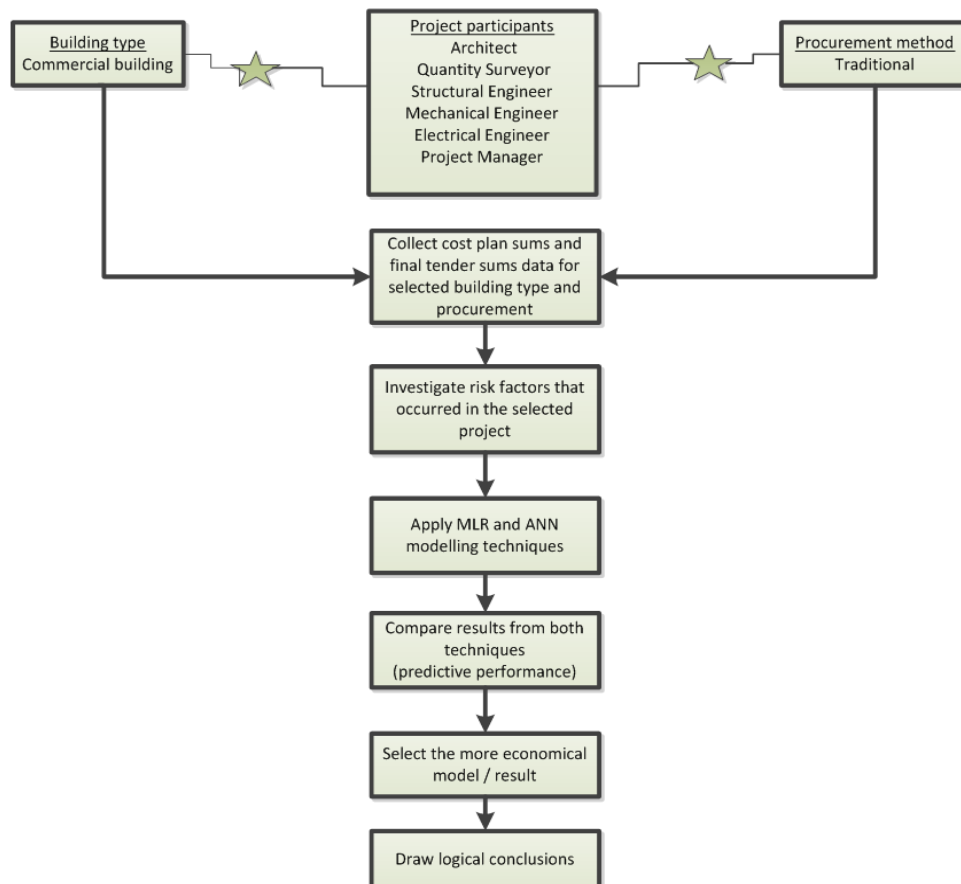 Building type
Commercial building
Project participants
Architect
Quantity Surveyor
Structural Engineer
Mechanical Engineer
Electrical Engineer
Project Manager
Procurement method
Traditional
Collect cost plan sums and
final tender sums data for
selected building type and
procurement
Investigate risk factors that
occurred in the selected
project
Apply MLR and ANN
modelling techniques
Compare results from both
techniques
(predictive performance)
Select the more economical
model / result
Draw logical conclusions